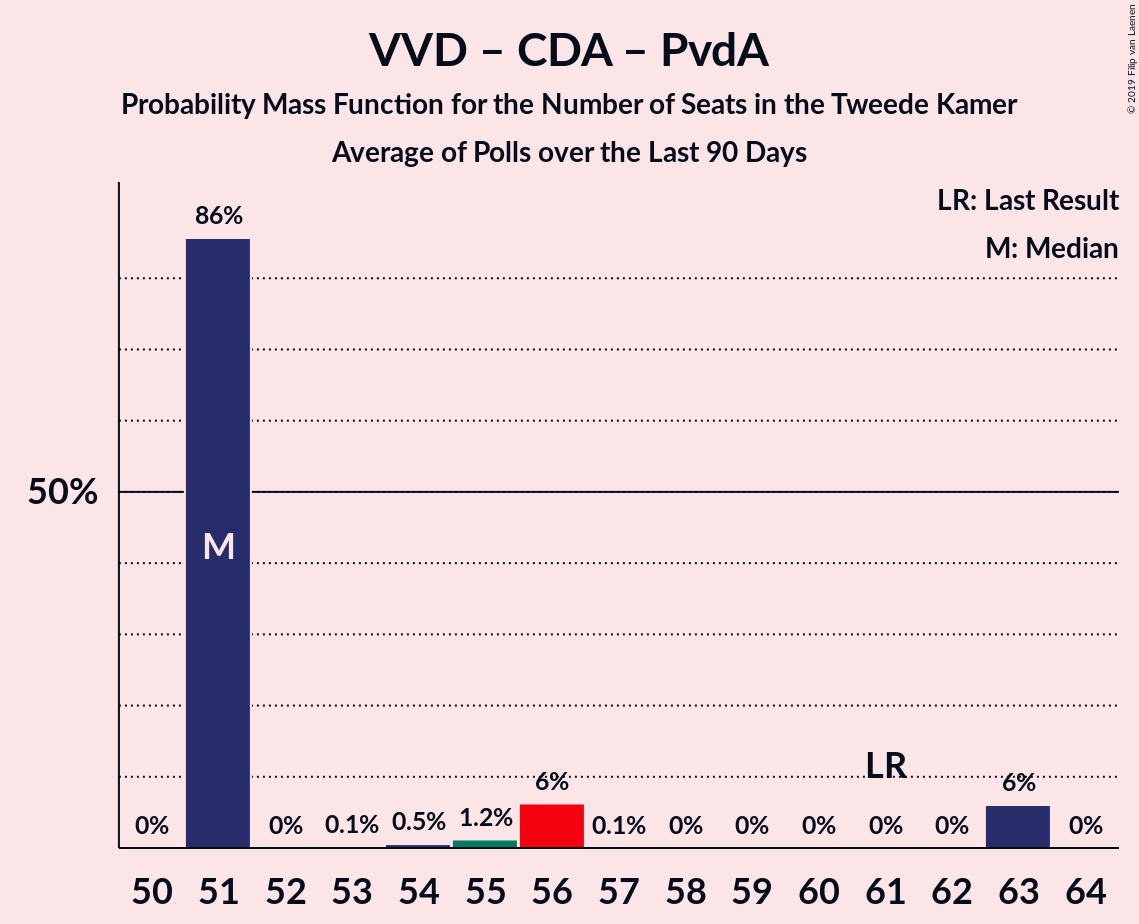 VVD – CDA – PvdA
Probability Mass Function for the Number of Seats in the Tweede Kamer
Average of Polls over the Last 90 Days
© 2019 Filip van Laenen
LR: Last Result
M: Median
86%
50%
M
LR
0% 0% 0.1% 0.5% 1.2% 6% 0.1% 0% 0% 0% 0% 0% 6% 0%
50 51 52 53 54 55 56 57 58 59 60 61 62 63 64